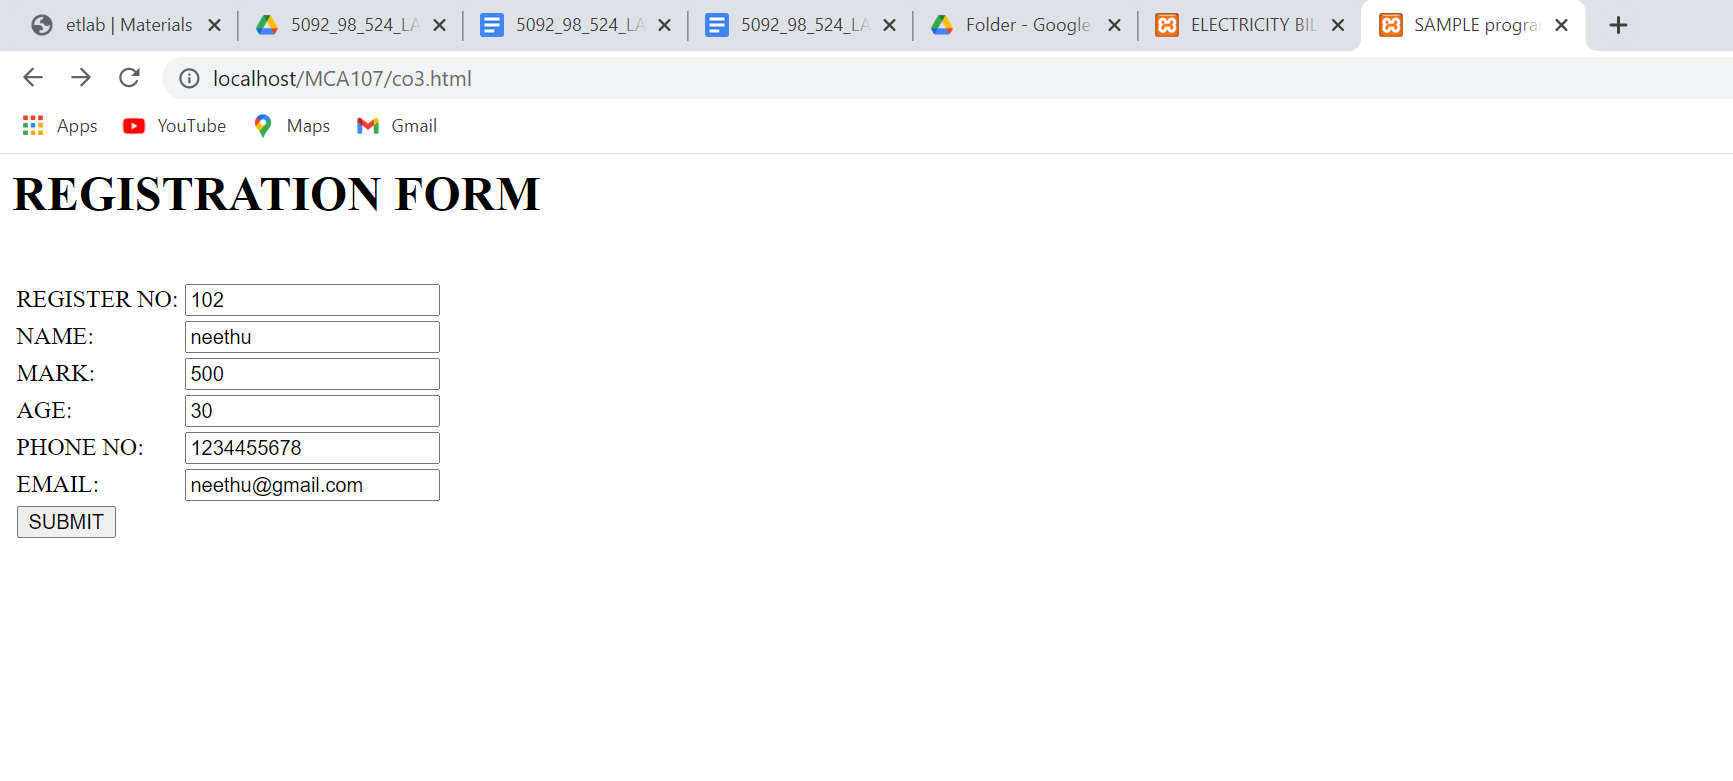 etlab | Materials 5092_98_524_LA 5092_98_524_LA 5092_98_524_LA Folder - Google ELECTRICITY BIL SAMPLE progra
localhost/MCA107/co3.html
Apps YouTube Maps Gmail
REGISTRATION FORM
REGISTER NO: 102
NAME: neethu
MARK: 500
AGE: 30
PHONE NO: 1234455678
EMAIL: neethu@gmail.com
SUBMIT